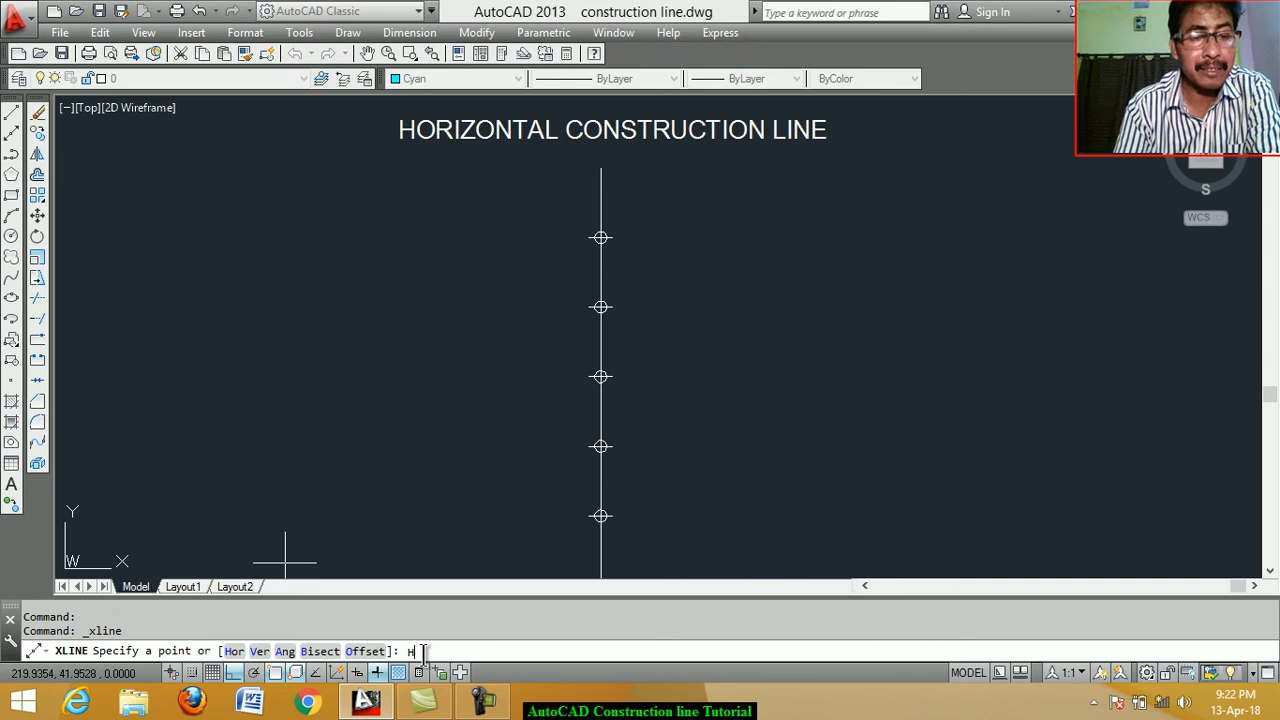 AutoCAD Classic
AutoCAD 2013 construction line.dwg
Type a keyword or phrase
Sign In
File Edit View Insert Format Tools Draw Dimension Modify Parametric Window Help Express
0
Cyan
ByLayer
ByLayer
ByColor
[−][Top][2D Wireframe]
HORIZONTAL CONSTRUCTION LINE
S
WCS
A
Y
W X
Model Layout1 Layout2
Command:
Command: _xline
XLINE Specify a point or [Hor Ver Ang Bisect Offset]: H
219.9354, 41.9528, 0.0000
MODEL
1:1
9:22 PM
13-Apr-18
AutoCAD Construction line Tutorial